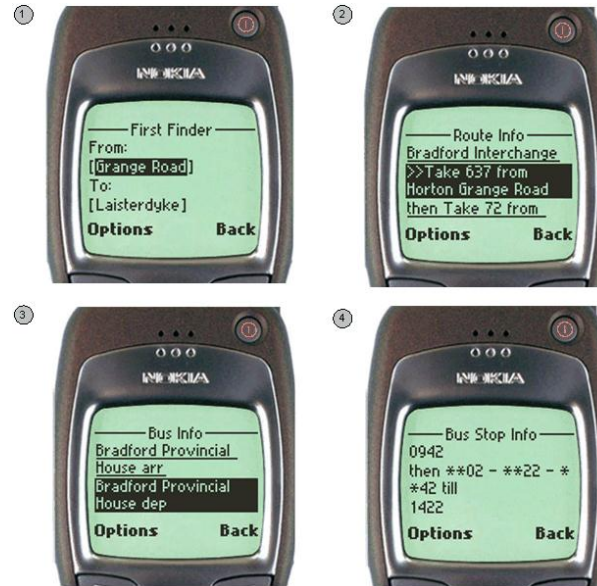 1
NOKIA
First Finder
From:
[Grange Road]
To:
[Laisterdyke]
Options Back
2
NOKIA
Route Info
Bradford Interchange
>>Take 637 from
Horton Grange Road
then Take 72 from
Options Back
3
NOKIA
Bus Info
Bradford Provincial
House arr
Bradford Provincial
House dep
Options Back
4
NOKIA
Bus Stop Info
0942
then **02 - **22 - *
*42 till
1422
Options Back